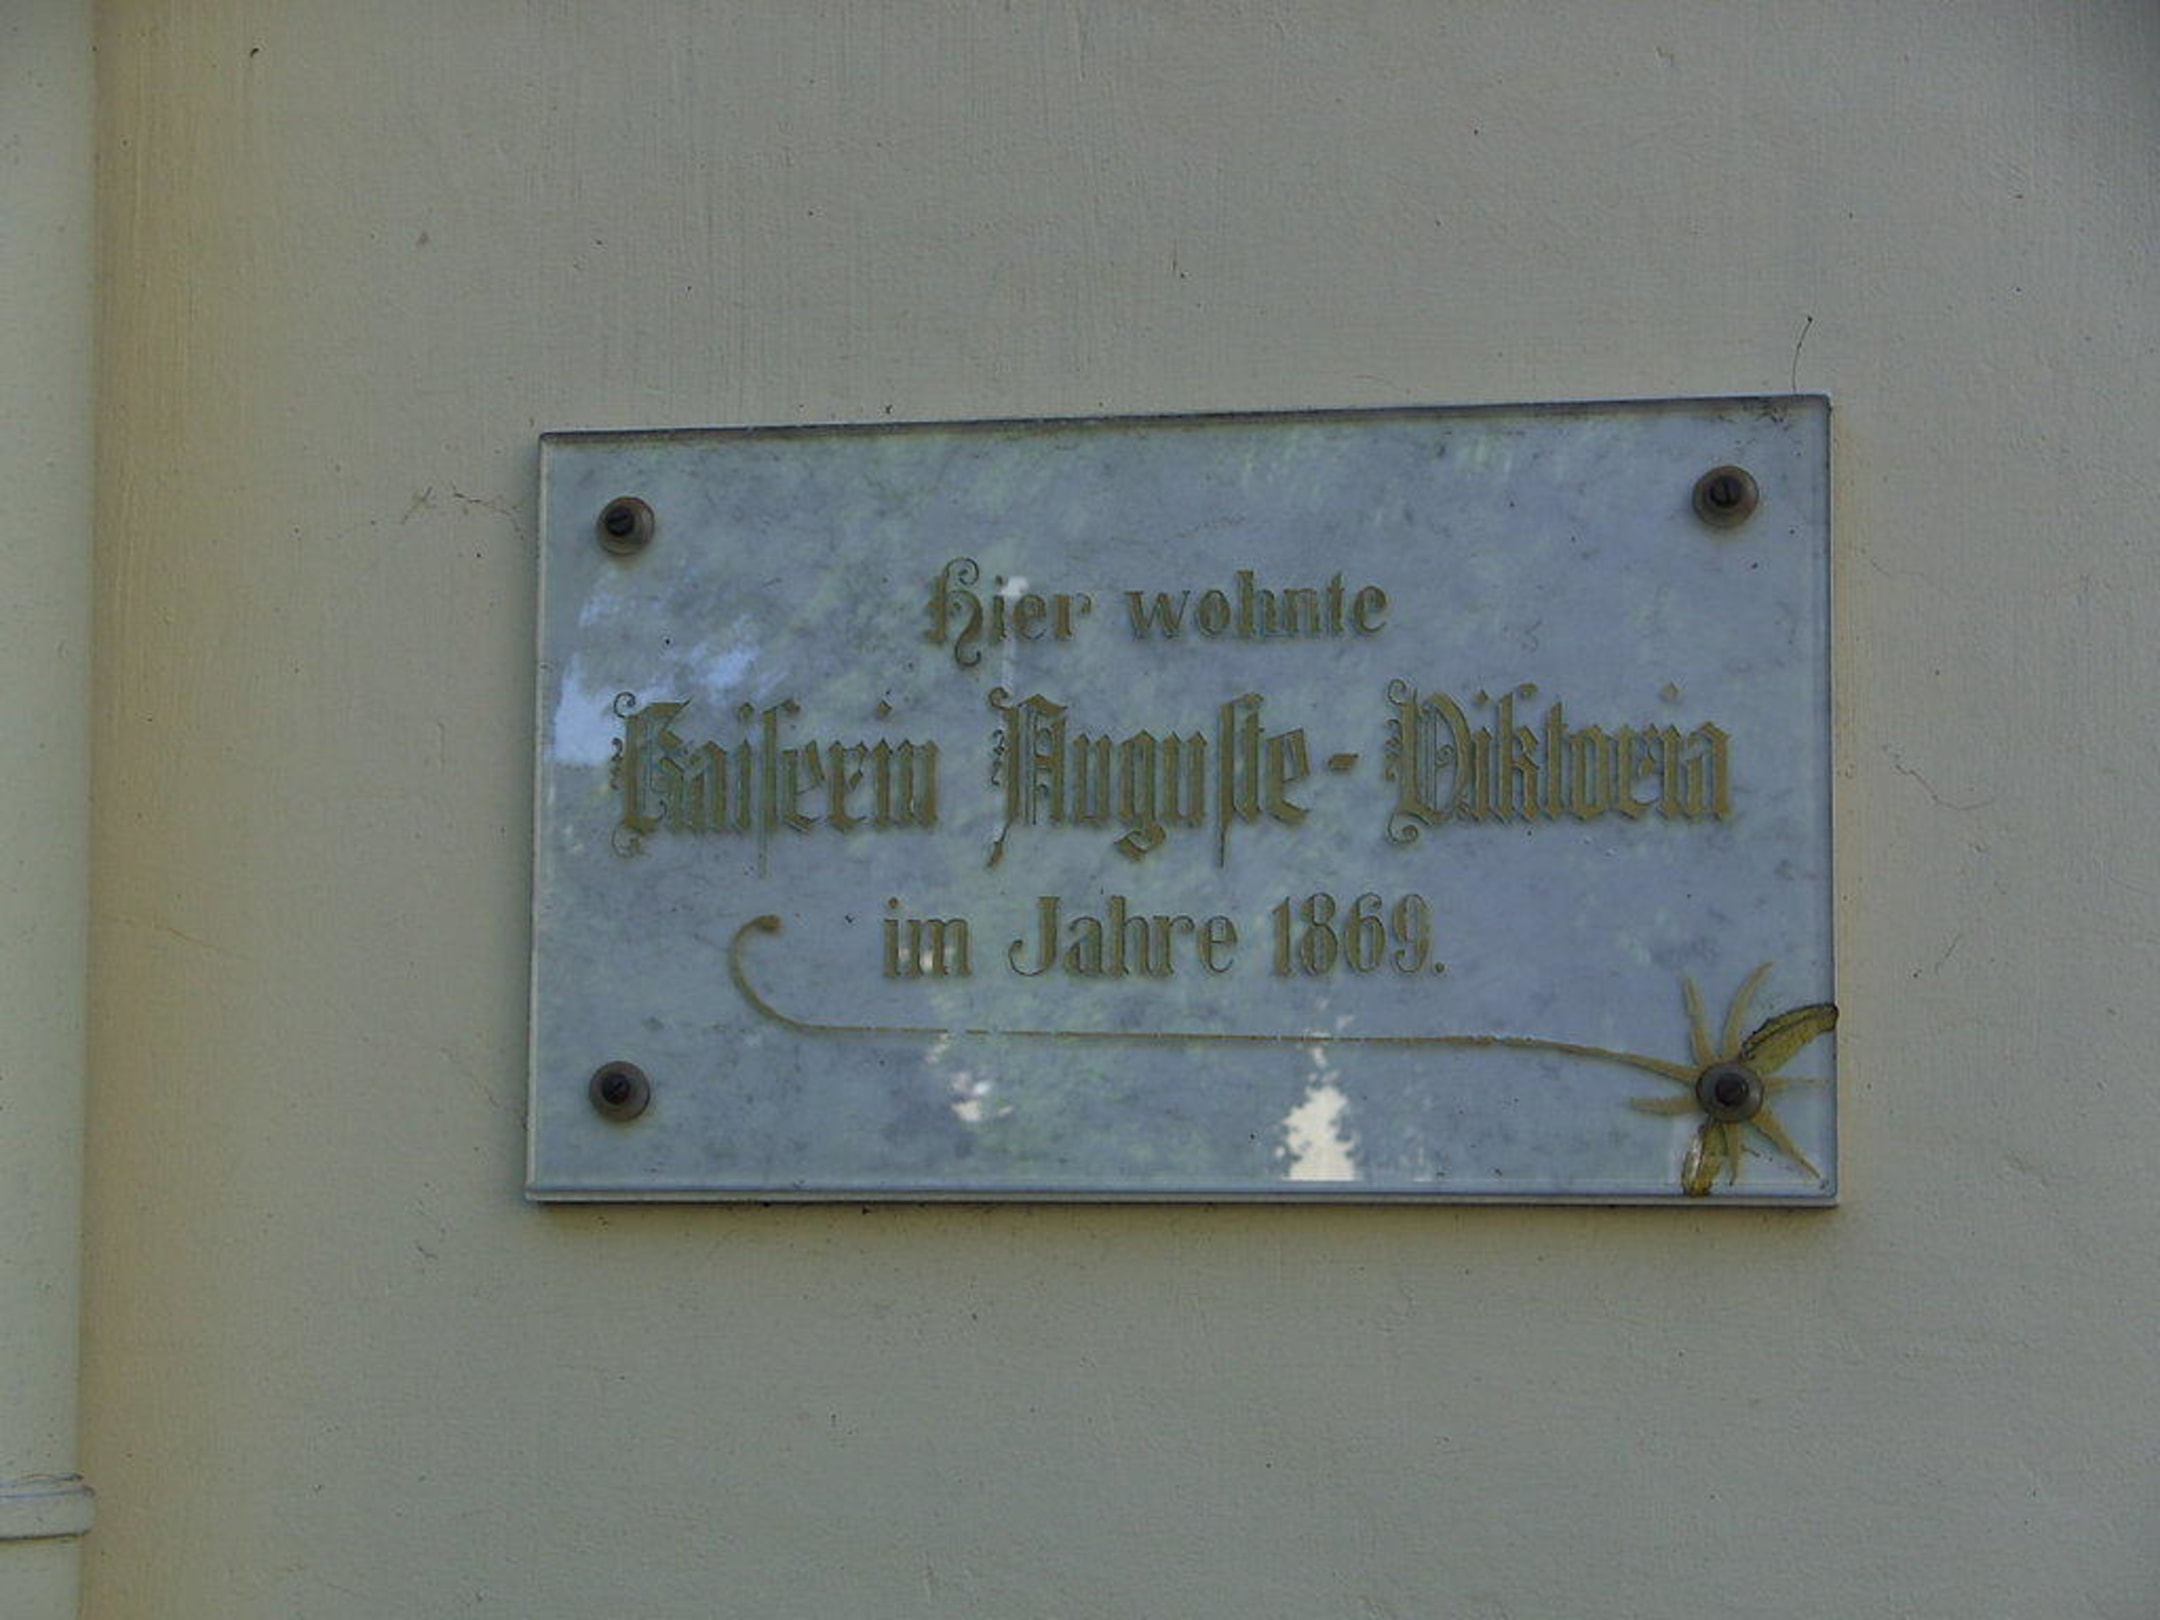 Hier wohnte
Kaiſerin Auguſte-Viktoria
im Jahre 1869.